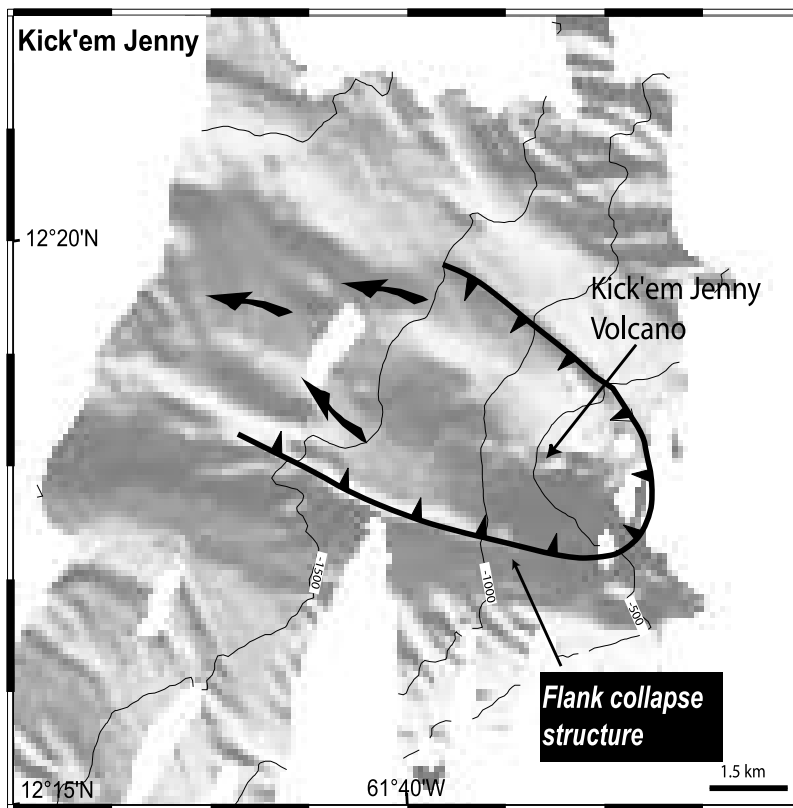 Kick'em Jenny
12°20'N
Kick'em Jenny
Volcano
-1500
-1000
-500
Flank collapse
structure
12°15'N
61°40'W
1.5 km